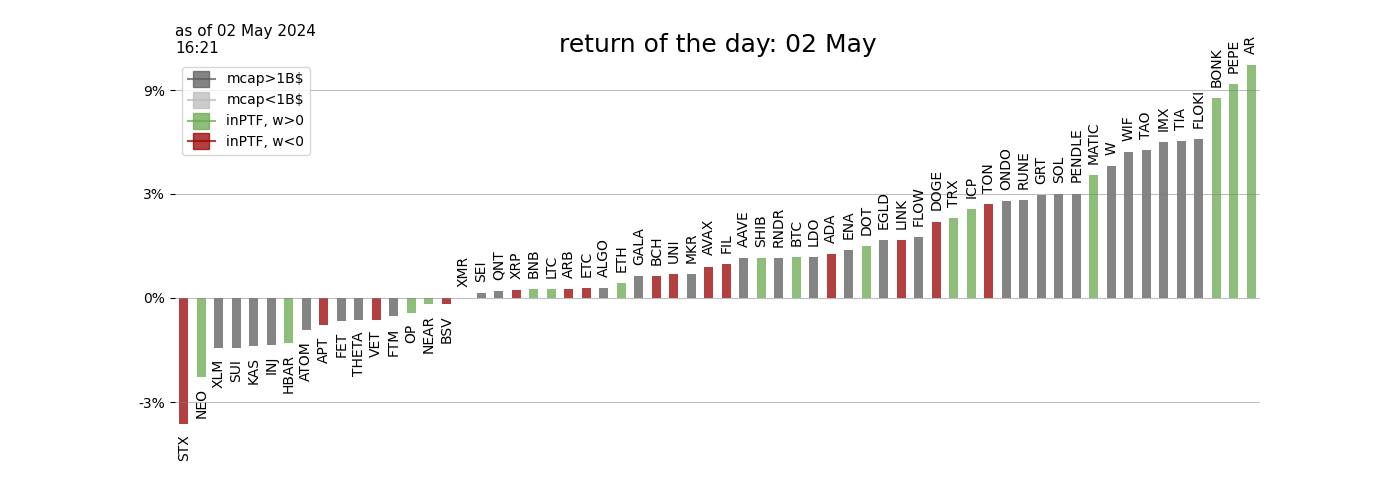 as of 02 May 2024
16:21
return of the day: 02 May
mcap>1B$
mcap<1B$
inPTF, w>0
inPTF, w<0
9%
3%
0%
-3%
STX
NEO
XLM
SUI
KAS
INJ
HBAR
ATOM
APT
FET
THETA
VET
FTM
OP
NEAR
BSV
XMR
SEI
QNT
XRP
BNB
LTC
ARB
ETC
ALGO
ETH
GALA
BCH
UNI
MKR
AVAX
FIL
AAVE
SHIB
RNDR
BTC
LDO
ADA
ENA
DOT
EGLD
LINK
FLOW
DOGE
TRX
ICP
TON
ONDO
RUNE
GRT
SOL
PENDLE
MATIC
W
WIF
TAO
IMX
TIA
FLOKI
BONK
PEPE
AR